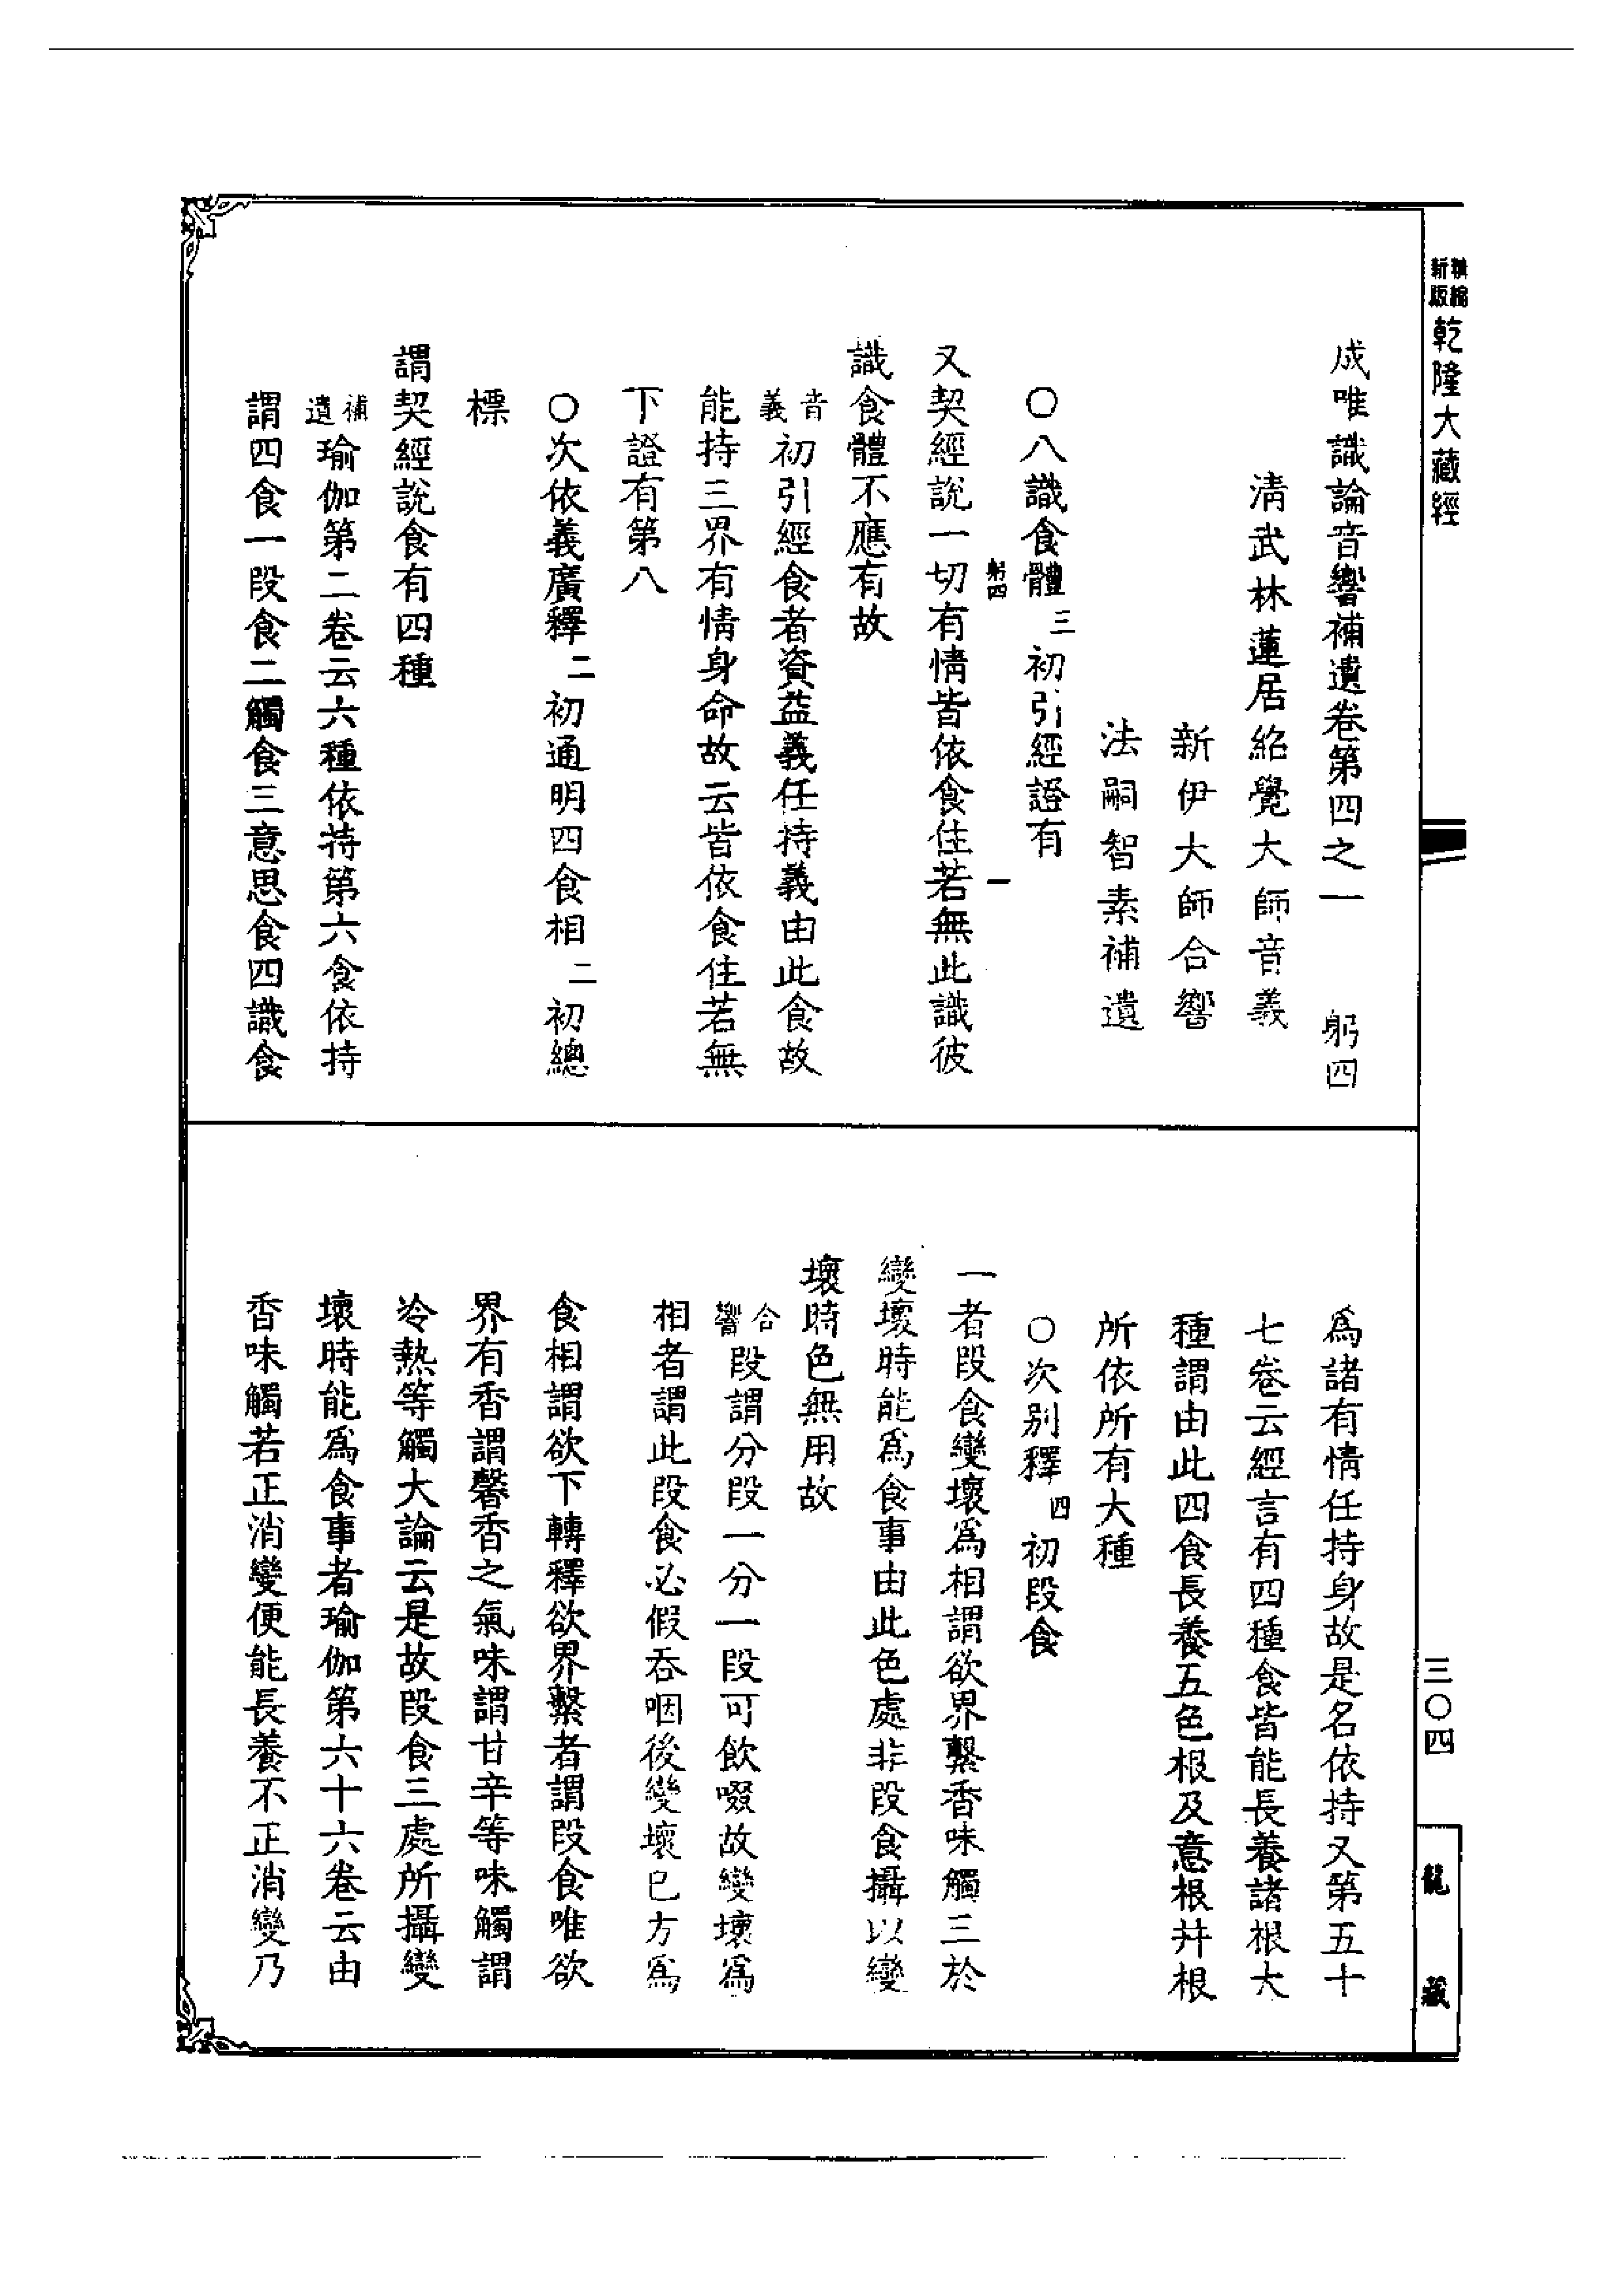 新編縮版乾隆大藏經
成唯識論音響補遺卷第四之一 躬四
清武林蓮居紹覺大師音義
新伊大師合響
法嗣智素補遺
○八識食體三初引經證有
躬四 一
又契經說一切有情皆依食住若無此識彼
識食體不應有故
音義初引經食者資益義任持義由此食故
能持三界有情身命故云皆依食住若無
下證有第八
○次依義廣釋二初通明四食相二初總
標
謂契經說食有四種
補遺瑜伽第二卷云六種依持第六食依持
謂四食一段食二觸食三意思食四識食
為諸有情任持身故是名依持又第五十
七卷云經言有四種食皆能長養諸根大
種謂由此四食長養五色根及意根幷根
所依所有大種
○次別釋四初段食
一者段食變壞為相謂欲界繫香味觸三於
變壞時能為食事由此色處非段食攝以變
壞時色無用故
合響段謂分段一分一段可飲啜故變壞為
相者謂此段食必假吞咽後變壞已方為
食相謂欲下轉釋欲界繫者謂段食唯欲
界有香謂馨香之氣味謂甘辛等味觸謂
冷熱等觸大論云是故段食三處所攝變
壞時能為食事者瑜伽第六十六卷云由
香味觸若正消變便能長養不正消變乃
三〇四
龍藏